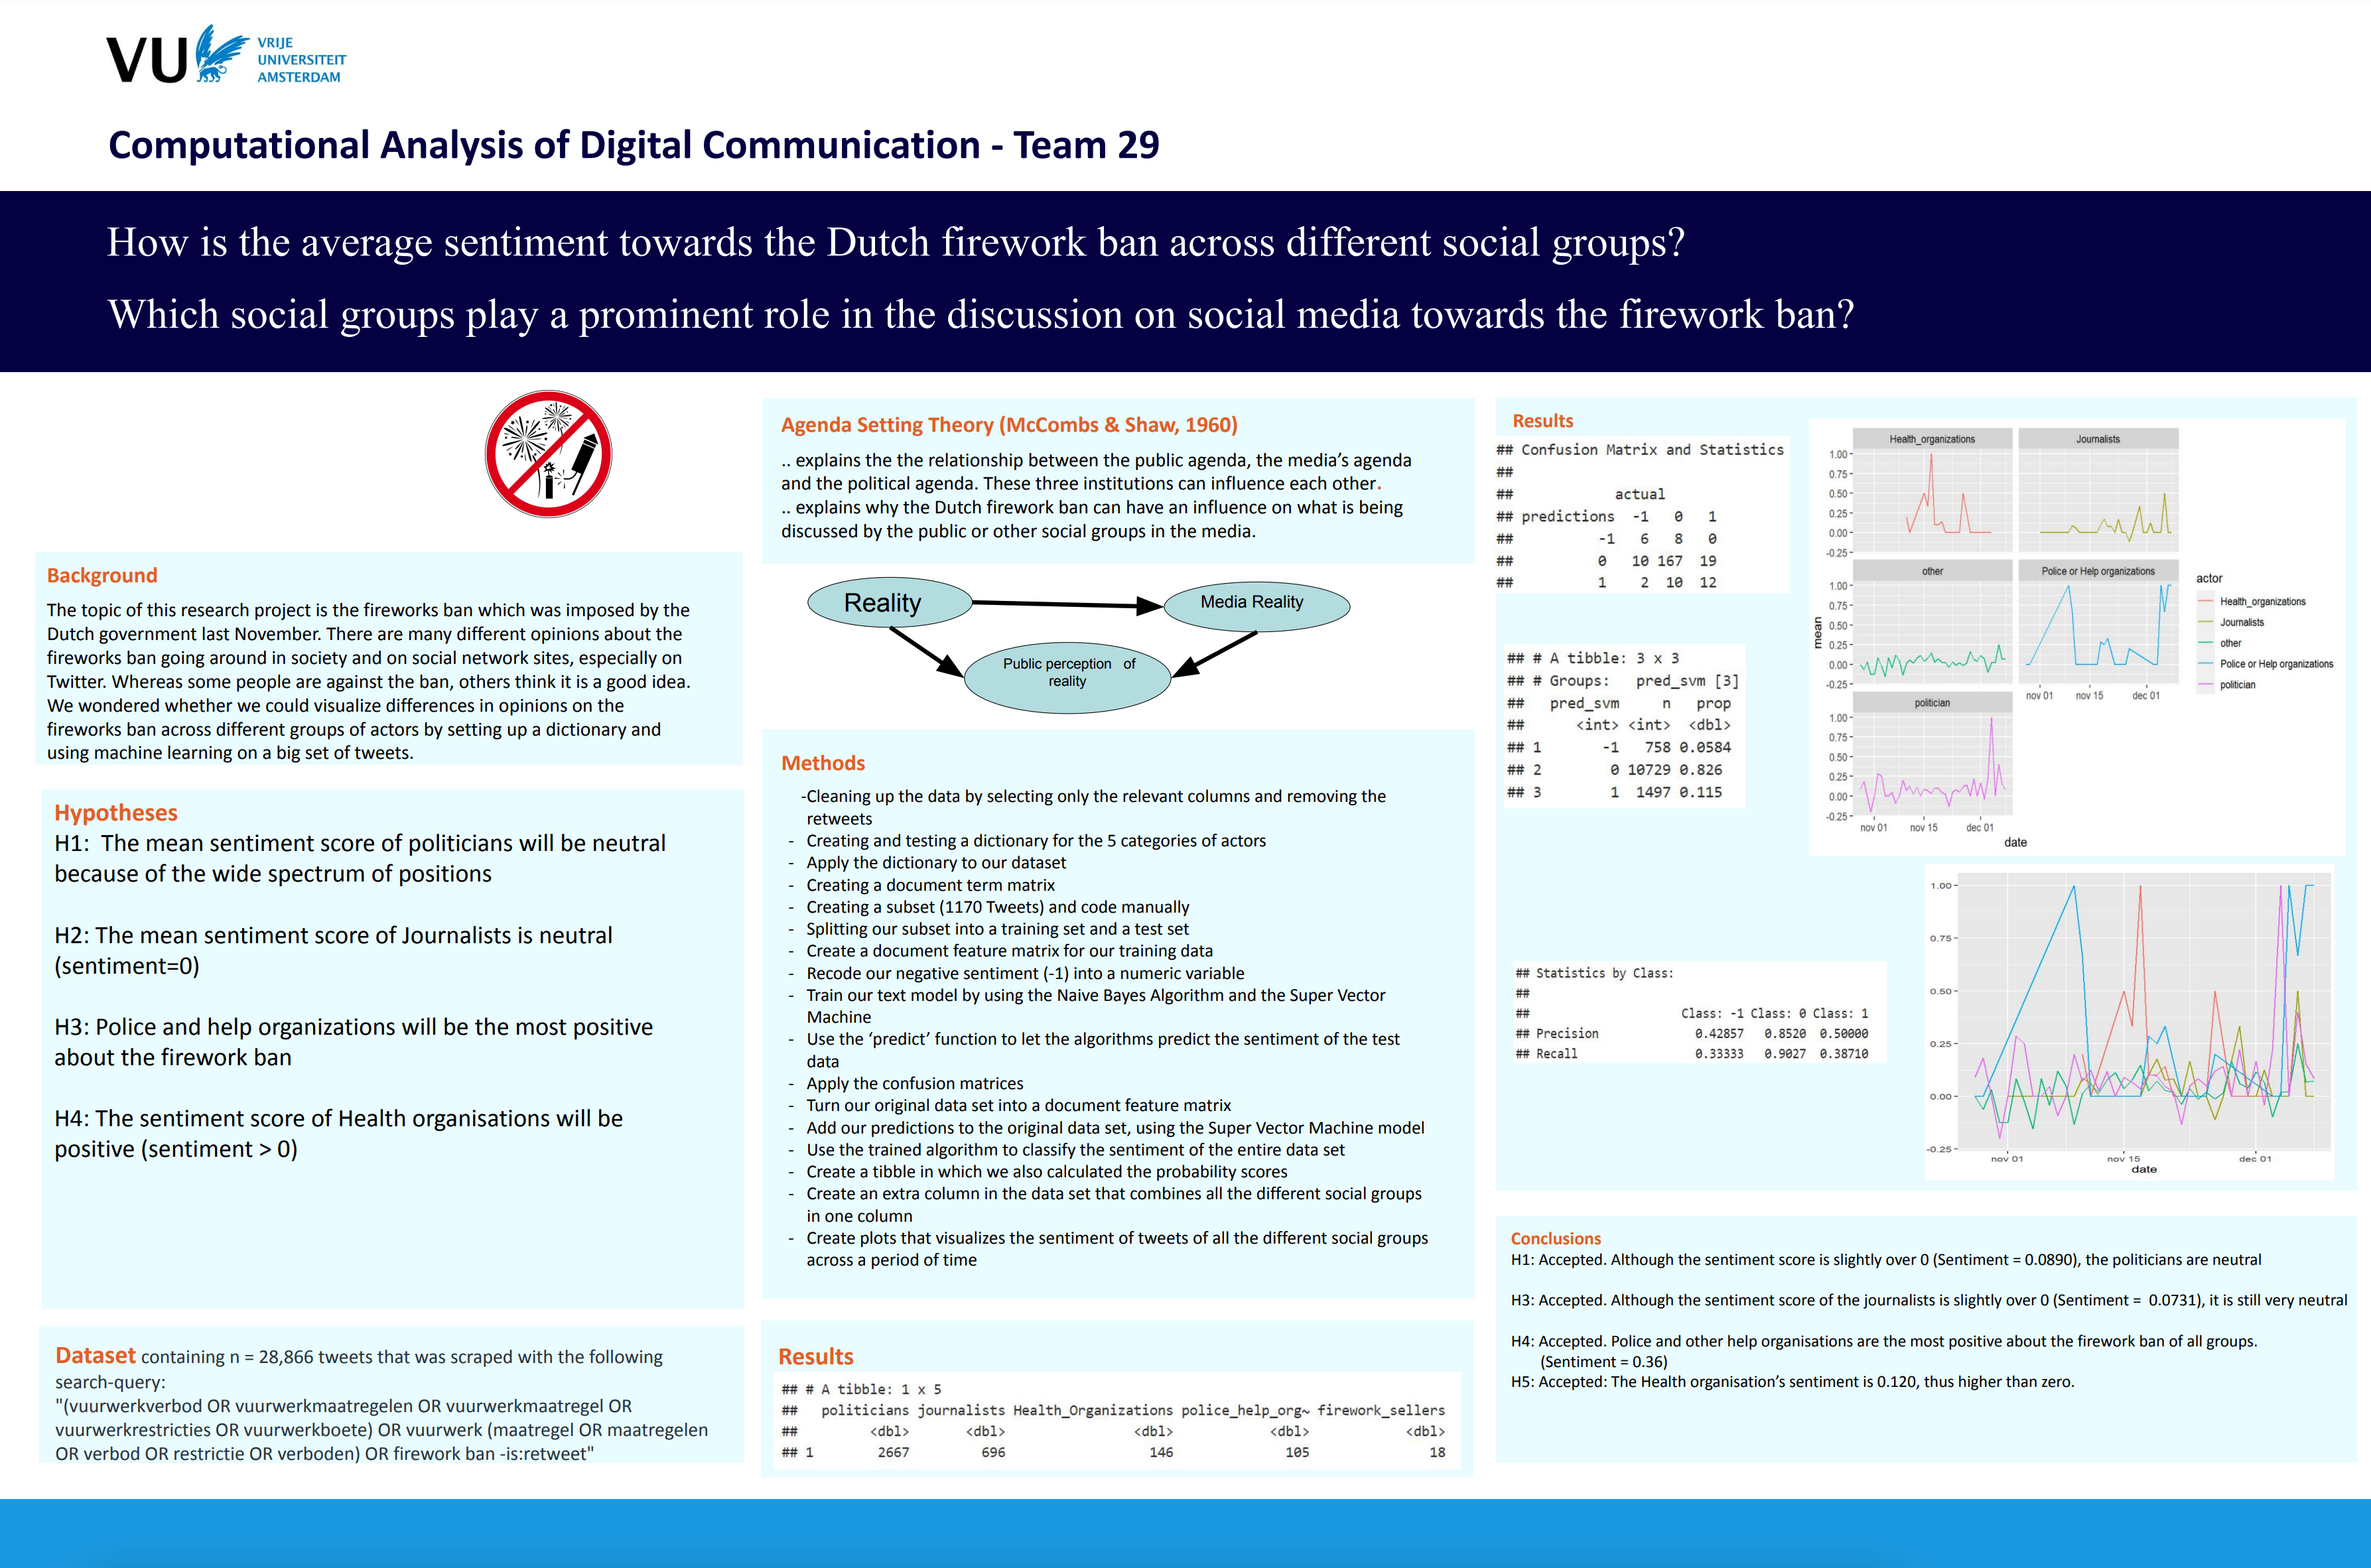 VU VRIJE
UNIVERSITEIT
AMSTERDAM
Computational Analysis of Digital Communication - Team 29
How is the average sentiment towards the Dutch firework ban across different social groups?
Which social groups play a prominent role in the discussion on social media towards the firework ban?
Background
The topic of this research project is the fireworks ban which was imposed by the
Dutch government last November. There are many different opinions about the
fireworks ban going around in society and on social network sites, especially on
Twitter. Whereas some people are against the ban, others think it is a good idea.
We wondered whether we could visualize differences in opinions on the
fireworks ban across different groups of actors by setting up a dictionary and
using machine learning on a big set of tweets.
Hypotheses
H1: The mean sentiment score of politicians will be neutral
because of the wide spectrum of positions
H2: The mean sentiment score of Journalists is neutral
(sentiment=0)
H3: Police and help organizations will be the most positive
about the firework ban
H4: The sentiment score of Health organisations will be
positive (sentiment > 0)
Dataset containing n = 28,866 tweets that was scraped with the following
search-query:
"(vuurwerkverbod OR vuurwerkmaatregelen OR vuurwerkmaatregel OR
vuurwerkrestricties OR vuurwerkboete) OR vuurwerk (maatregel OR maatregelen
OR verbod OR restrictie OR verboden) OR firework ban -is:retweet"
Agenda Setting Theory (McCombs & Shaw, 1960)
.. explains the the relationship between the public agenda, the media's agenda
and the political agenda. These three institutions can influence each other.
.. explains why the Dutch firework ban can have an influence on what is being
discussed by the public or other social groups in the media.
Reality
Media Reality
Public perception of
reality
Methods
-Cleaning up the data by selecting only the relevant columns and removing the
retweets
- Creating and testing a dictionary for the 5 categories of actors
- Apply the dictionary to our dataset
- Creating a document term matrix
- Creating a subset (1170 Tweets) and code manually
- Splitting our subset into a training set and a test set
- Create a document feature matrix for our training data
- Recode our negative sentiment (-1) into a numeric variable
- Train our text model by using the Naive Bayes Algorithm and the Super Vector
Machine
- Use the 'predict' function to let the algorithms predict the sentiment of the test
data
- Apply the confusion matrices
- Turn our original data set into a document feature matrix
- Add our predictions to the original data set, using the Super Vector Machine model
- Use the trained algorithm to classify the sentiment of the entire data set
- Create a tibble in which we also calculated the probability scores
- Create an extra column in the data set that combines all the different social groups
in one column
- Create plots that visualizes the sentiment of tweets of all the different social groups
across a period of time
Results
## # A tibble: 1 x 5
## politicians journalists Health_Organizations police_help_org~ firework_sellers
## <dbl> <dbl> <dbl> <dbl> <dbl>
## 1 2667 696 146 105 18
Results
## Confusion Matrix and Statistics
##
## actual
## predictions -1 0 1
## -1 6 8 0
## 0 10 167 19
## 1 2 10 12
## # A tibble: 3 x 3
## # Groups: pred_svm [3]
## pred_svm n prop
## <int> <int> <dbl>
## 1 -1 758 0.0584
## 2 0 10729 0.826
## 3 1 1497 0.115
## Statistics by Class:
##
## Class: -1 Class: 0 Class: 1
## Precision 0.42857 0.8520 0.50000
## Recall 0.33333 0.9027 0.38710
Health_organizations
Journalists
1.00
0.75
0.50
0.25
0.00
-0.25
other
Police or Help organizations
1.00
0.75
0.50
0.25
0.00
-0.25
mean
nov 01 nov 15 dec 01
politician
1.00
0.75
0.50
0.25
0.00
-0.25
nov 01 nov 15 dec 01
date
actor
Health_organizations
Journalists
other
Police or Help organizations
politician
1.00
0.75
0.50
0.25
0.00
-0.25
nov 01 nov 15 dec 01
date
Conclusions
H1: Accepted. Although the sentiment score is slightly over 0 (Sentiment = 0.0890), the politicians are neutral
H3: Accepted. Although the sentiment score of the journalists is slightly over 0 (Sentiment = 0.0731), it is still very neutral
H4: Accepted. Police and other help organisations are the most positive about the firework ban of all groups.
(Sentiment = 0.36)
H5: Accepted: The Health organisation's sentiment is 0.120, thus higher than zero.